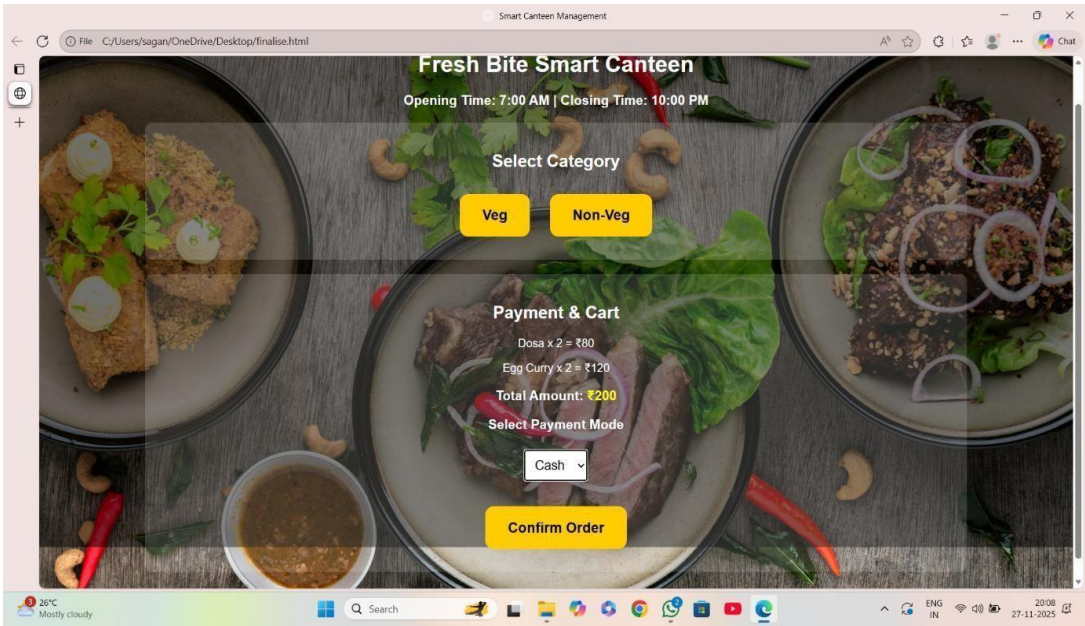 Smart Canteen Management
File C:/Users/sagan/OneDrive/Desktop/finalise.html
Chat
Fresh Bite Smart Canteen
Opening Time: 7:00 AM | Closing Time: 10:00 PM
Select Category
Veg Non-Veg
Payment & Cart
Dosa x 2 = ₹80
Egg Curry x 2 = ₹120
Total Amount: ₹200
Select Payment Mode
Cash
Confirm Order
3 26°C
Mostly cloudy
Search
2
ENG
IN
20:08
27-11-2025